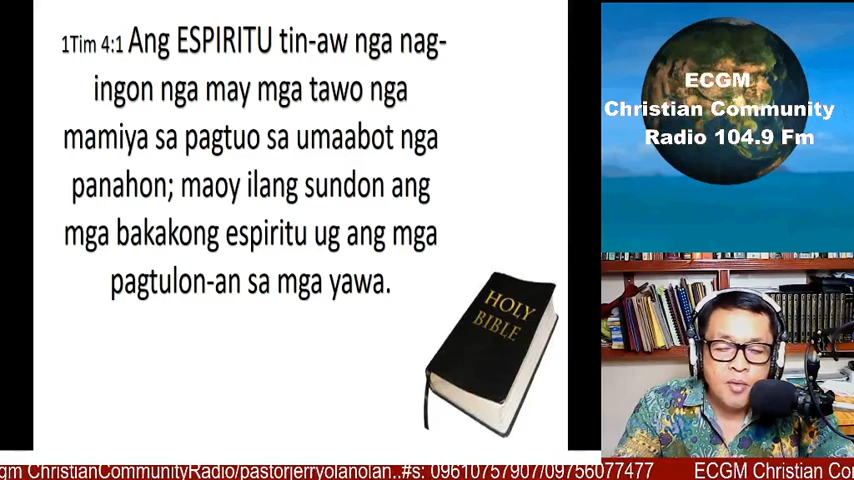 1Tim 4:1 Ang ESPIRITU tin-aw nga nag-
ingon nga may mga tawo nga
mamiya sa pagtuo sa umaabot nga
panahon; maoy ilang sundon ang
mga bakakong espiritu ug ang mga
pagtulon-an sa mga yawa.
HOLY
BIBLE
ECGM
Christian Community
Radio 104.9 Fm
gm ChristianCommunityRadio/pastorjerryolanolan..#s: 09610757907/09756077477 ECGM Christian Co